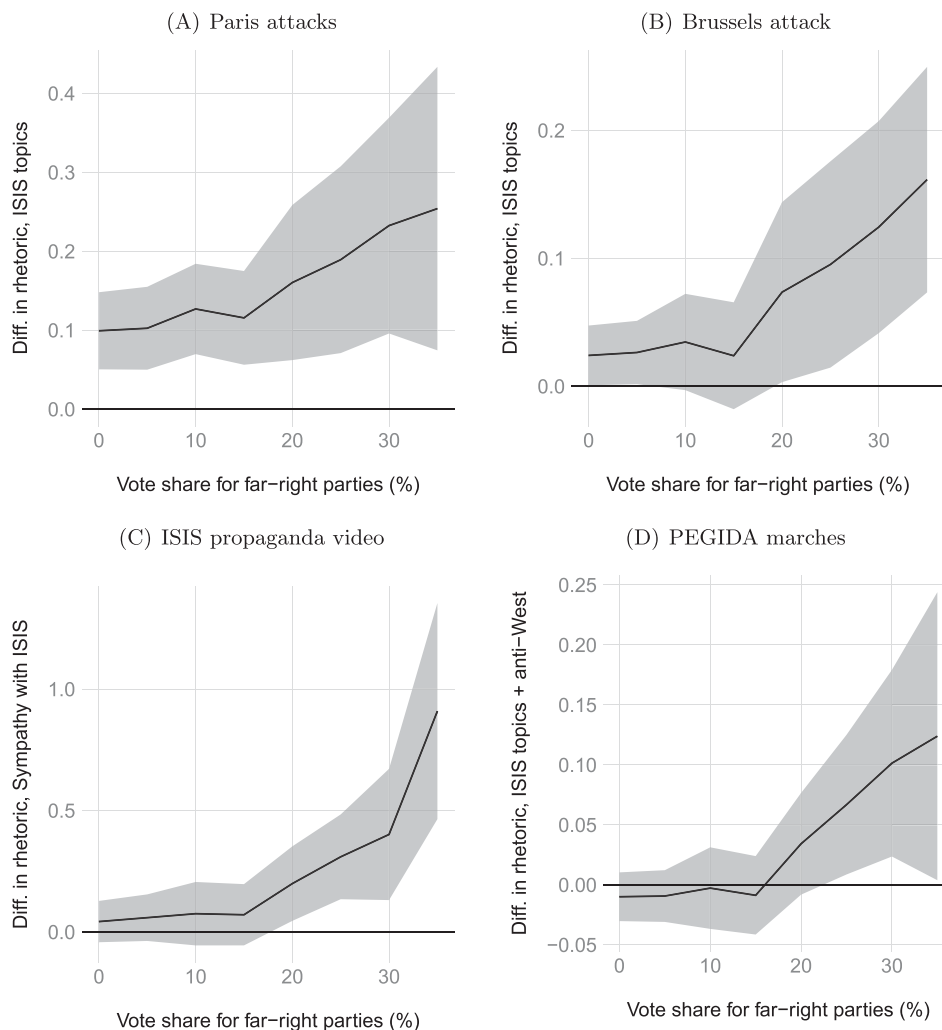 (A) Paris attacks
Diff. in rhetoric, ISIS topics
0.4
0.3
0.2
0.1
0.0
0 10 20 30
Vote share for far−right parties (%)
(B) Brussels attack
Diff. in rhetoric, ISIS topics
0.2
0.1
0.0
0 10 20 30
Vote share for far−right parties (%)
(C) ISIS propaganda video
Diff. in rhetoric, Sympathy with ISIS
1.0
0.5
0.0
0 10 20 30
Vote share for far−right parties (%)
(D) PEGIDA marches
Diff. in rhetoric, ISIS topics + anti−West
0.25
0.20
0.15
0.10
0.05
0.00
−0.05
0 10 20 30
Vote share for far−right parties (%)